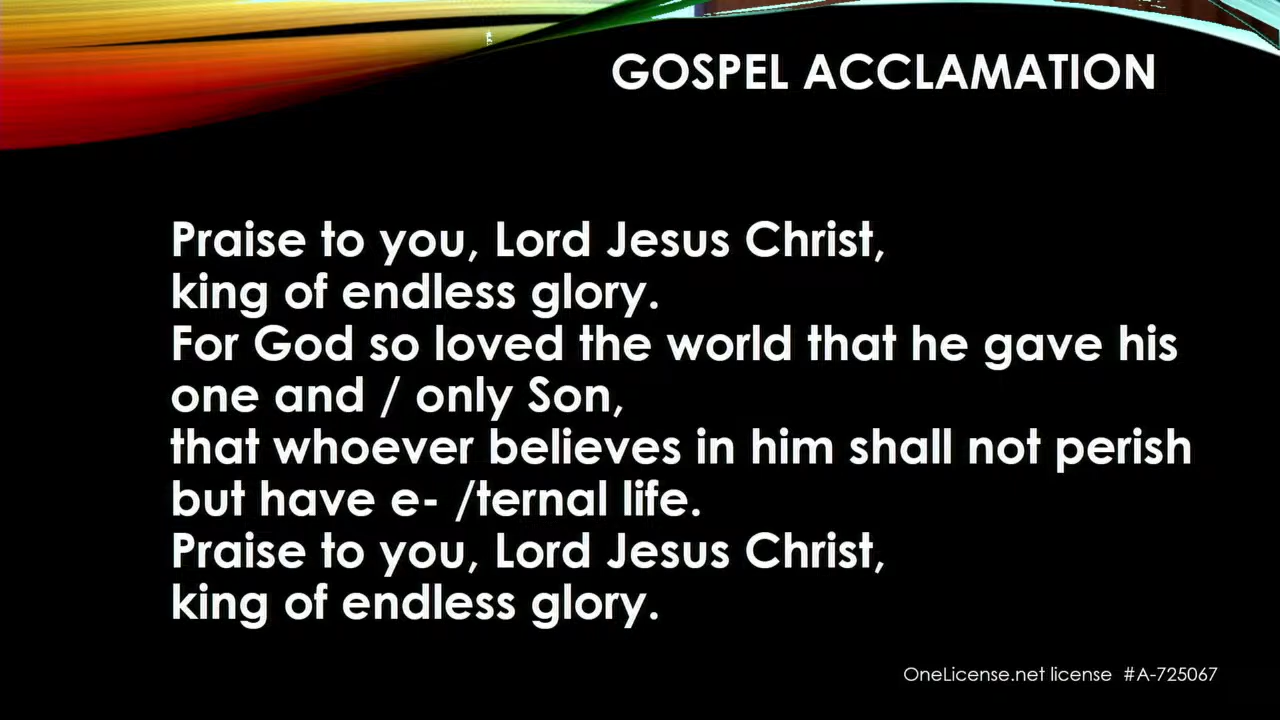 GOSPEL ACCLAMATION
Praise to you, Lord Jesus Christ,
king of endless glory.
For God so loved the world that he gave his
one and / only Son,
that whoever believes in him shall not perish
but have e- /ternal life.
Praise to you, Lord Jesus Christ,
king of endless glory.
OneLicense.net license #A-725067